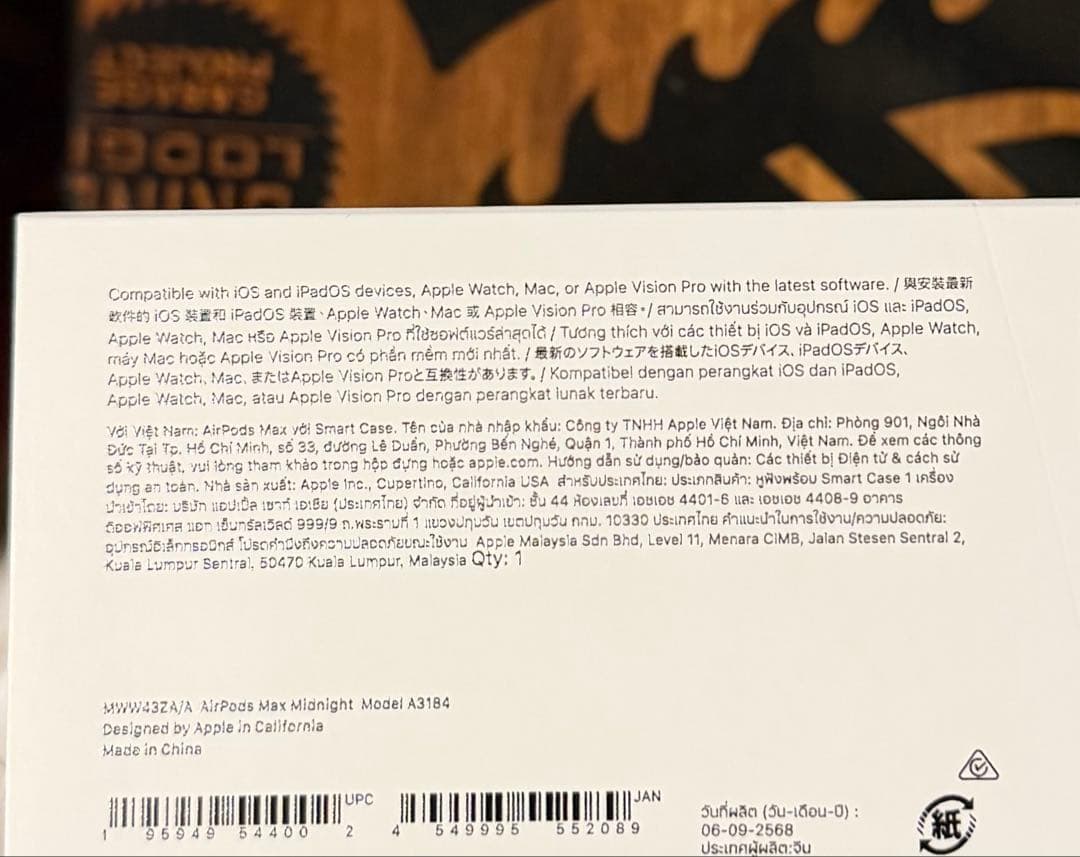 GARAGE
PROJECT
Compatible with iOS and iPadOS devices, Apple Watch, Mac, or Apple Vision Pro with the latest software. / 與安裝最新
軟件的 iOS 裝置和 iPadOS 裝置、Apple Watch、Mac 或 Apple Vision Pro 相容。/ สามารถใช้งานร่วมกับอุปกรณ์ iOS และ iPadOS,
Apple Watch, Mac หรือ Apple Vision Pro ที่ใช้ซอฟต์แวร์ล่าสุดได้ / Tương thích với các thiết bị iOS và iPadOS, Apple Watch,
máy Mac hoặc Apple Vision Pro có phần mềm mới nhất. / 最新のソフトウェアを搭載したiOSデバイス、iPadOSデバイス、
Apple Watch、Mac、またはApple Vision Proと互換性があります。/ Kompatibel dengan perangkat iOS dan iPadOS,
Apple Watch, Mac, atau Apple Vision Pro dengan perangkat lunak terbaru.
Với Việt Nam: AirPods Max với Smart Case. Tên của nhà nhập khẩu: Công ty TNHH Apple Việt Nam. Địa chỉ: Phòng 901, Ngôi Nhà
Đức Tại Tp. Hồ Chí Minh, số 33, đường Lê Duẩn, Phường Bến Nghé, Quận 1, Thành phố Hồ Chí Minh, Việt Nam. Để xem các thông
số kỹ thuật, vui lòng tham khảo trong hộp đựng hoặc apple.com. Hướng dẫn sử dụng/bảo quản: Các thiết bị Điện tử & cách sử
dụng an toàn. Nhà sản xuất: Apple Inc., Cupertino, California USA สำหรับประเทศไทย: ประเภทสินค้า: หูฟังพร้อม Smart Case 1 เครื่อง
นำเข้าโดย: บริษัท แอปเปิล เซาท์ เอเชีย (ประเทศไทย) จำกัด ที่อยู่ผู้นำเข้า: ชั้น 44 ห้องเลขที่ เอชเอช 4401-6 และ เอชเอช 4408-9 อาคาร
ดิออฟฟิศเศส แอท เซ็นทรัลเวิลด์ 999/9 ถ.พระรามที่ 1 แขวงปทุมวัน เขตปทุมวัน กทม. 10330 ประเทศไทย คำแนะนำในการใช้งาน/ความปลอดภัย:
อุปกรณ์อิเล็กทรอนิกส์ โปรดคำนึงถึงความปลอดภัยขณะใช้งาน Apple Malaysia Sdn Bhd, Level 11, Menara CIMB, Jalan Stesen Sentral 2,
Kuala Lumpur Sentral, 50470 Kuala Lumpur, Malaysia Qty: 1
MWW43ZA/A AirPods Max Midnight Model A3184
Designed by Apple in California
Made in China
UPC
1 95949 54400 2
JAN
4 549995 552089
วันที่ผลิต (วัน-เดือน-ปี) :
06-09-2568
ประเทศผู้ผลิต:จีน
紙